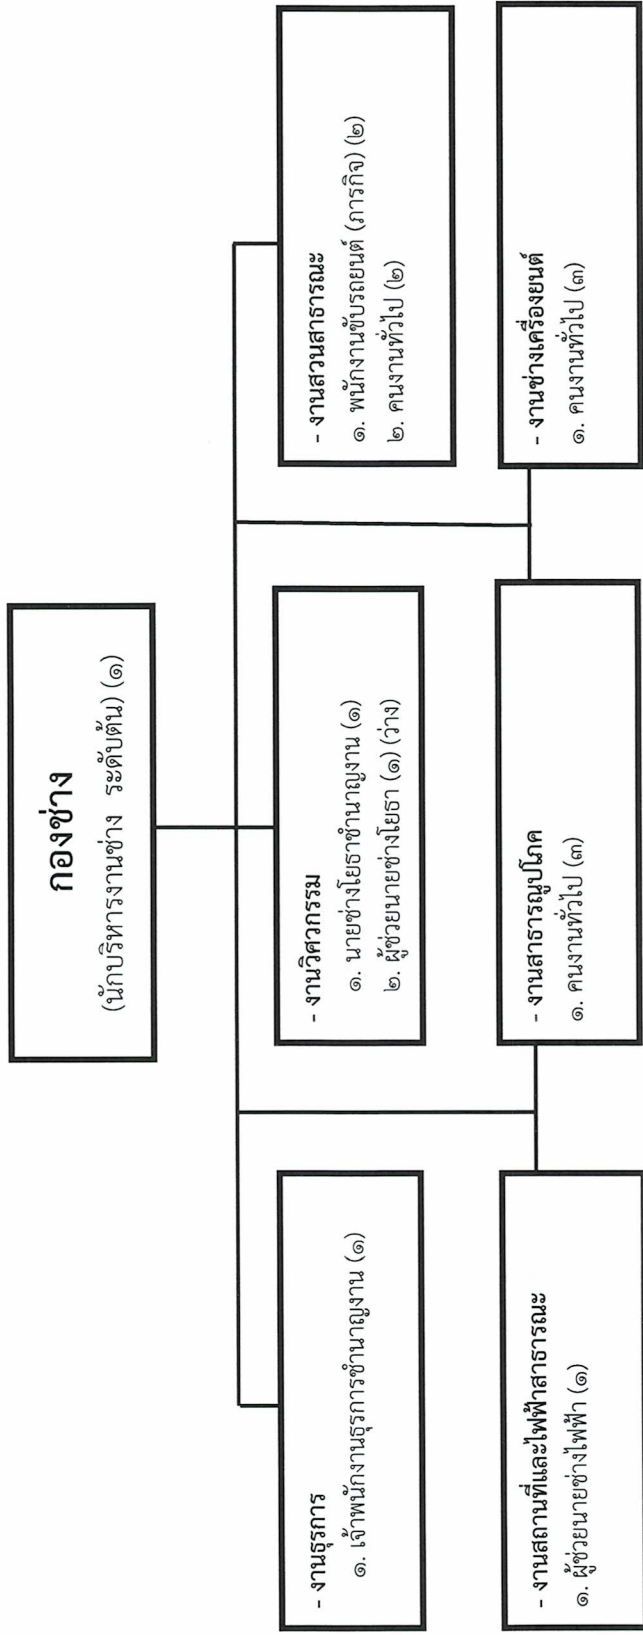 กองช่าง
(นักบริหารงานช่าง ระดับต้น) (๑)
- งานธุรการ
๑. เจ้าพนักงานธุรการชำนาญงาน (๑)
- งานวิศวกรรม
๑. นายช่างโยธาชำนาญงาน (๑)
๒. ผู้ช่วยนายช่างโยธา (๑) (ว่าง)
- งานสวนสาธารณะ
๑. พนักงานขับรถยนต์ (ภารกิจ) (๒)
๒. คนงานทั่วไป (๒)
- งานสถานที่และไฟฟ้าสาธารณะ
๑. ผู้ช่วยนายช่างไฟฟ้า (๑)
- งานสาธารณูปโภค
๑. คนงานทั่วไป (๓)
- งานช่างเครื่องยนต์
๑. คนงานทั่วไป (๓)